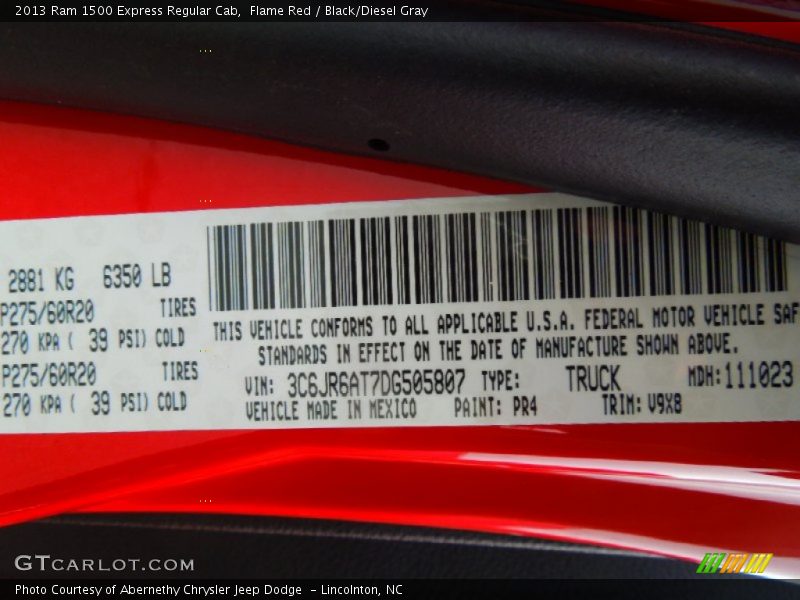 2013 Ram 1500 Express Regular Cab,  Flame Red / Black/Diesel Gray
2881 KG 6350 LB
P275/60R20 TIRES
270 KPA ( 39 PSI) COLD
P275/60R20 TIRES
270 KPA ( 39 PSI) COLD
THIS VEHICLE CONFORMS TO ALL APPLICABLE U.S.A. FEDERAL MOTOR VEHICLE SAF
STANDARDS IN EFFECT ON THE DATE OF MANUFACTURE SHOWN ABOVE.
VIN: 3C6JR6AT7DG505807 TYPE: TRUCK MDH:111023
VEHICLE MADE IN MEXICO PAINT: PR4 TRIM: V9X8
GTCARLOT.COM
Photo Courtesy of Abernethy Chrysler Jeep Dodge  - Lincolnton, NC